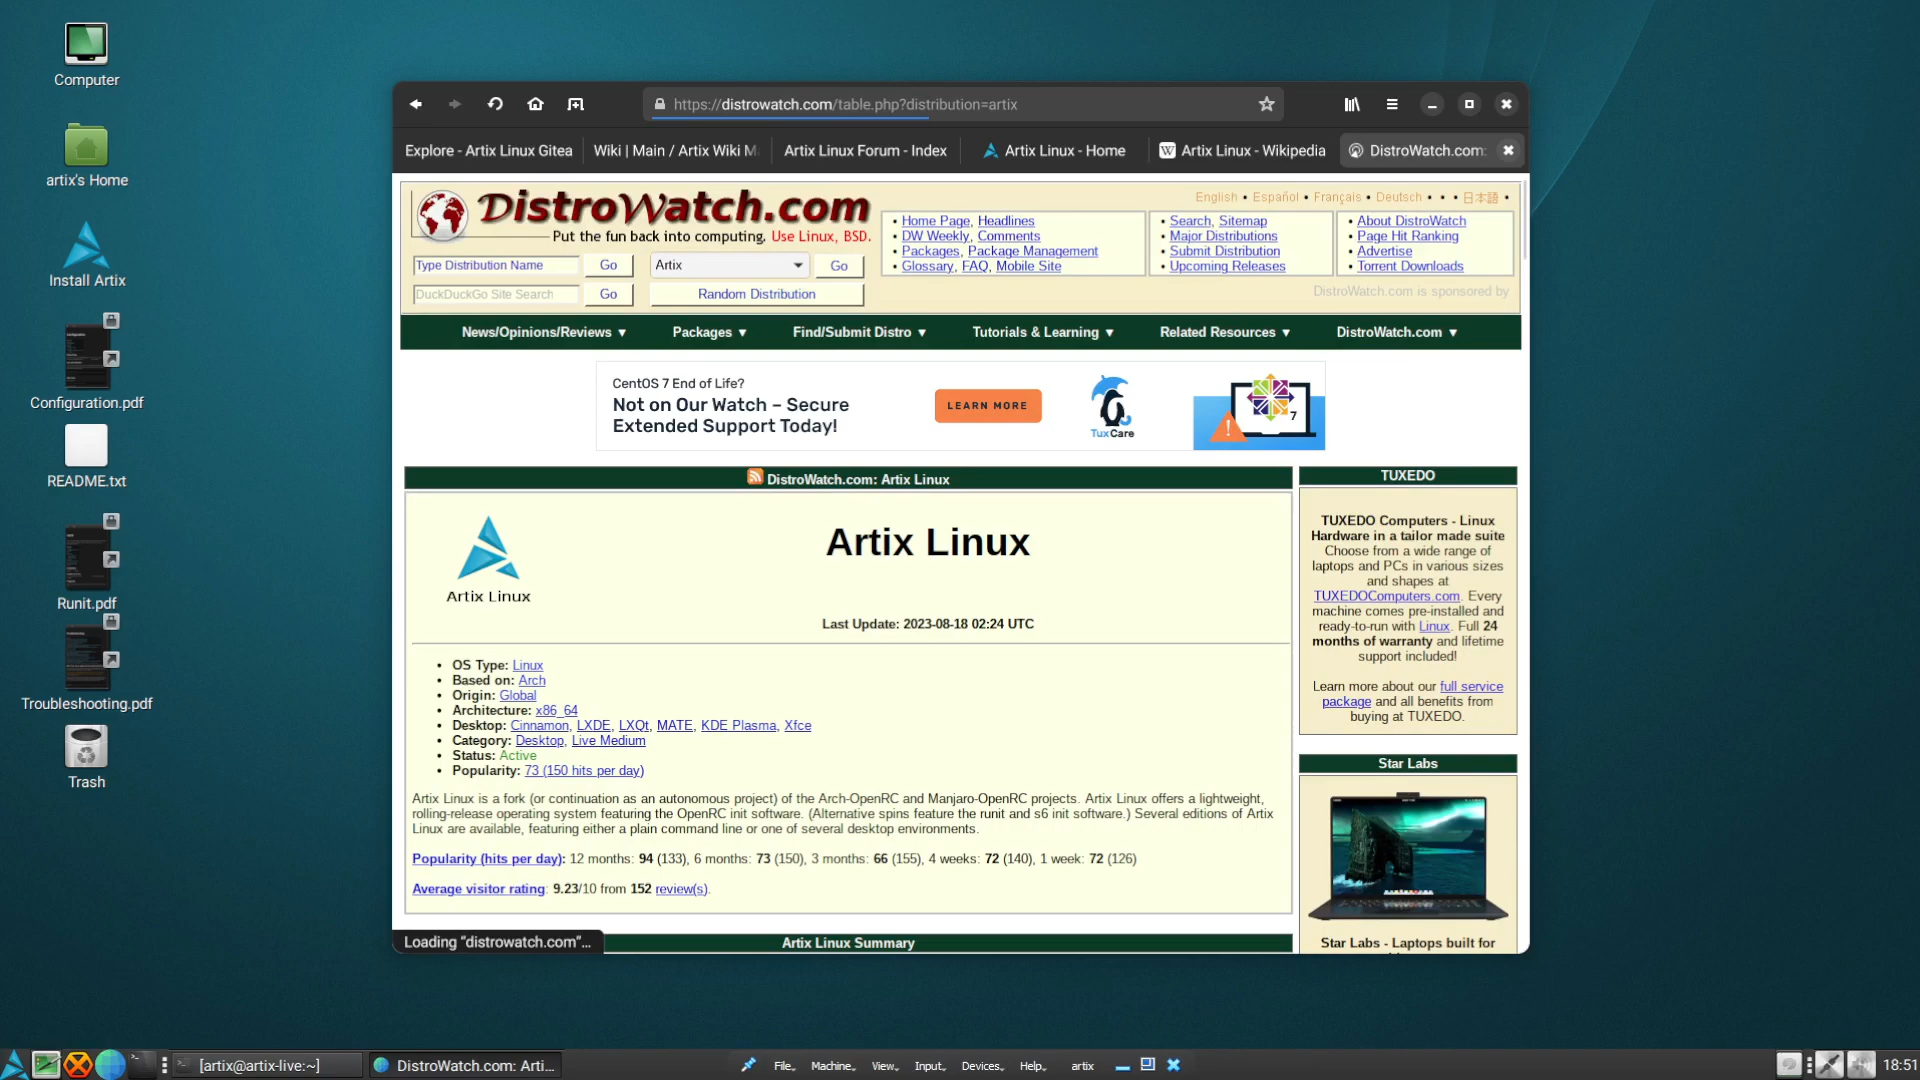 Computer
artix's Home
Install Artix
Configuration.pdf
README.txt
Runit.pdf
Troubleshooting.pdf
Trash
https://distrowatch.com/table.php?distribution=artix
Explore - Artix Linux Gitea
Wiki | Main / Artix Wiki M
Artix Linux Forum - Index
Artix Linux - Home
W Artix Linux - Wikipedia
DistroWatch.com:
DistroWatch.com
Put the fun back into computing. Use Linux, BSD.
English • Español • Français • Deutsch • • • 日本語 •
Type Distribution Name Go Artix Go
DuckDuckGo Site Search Go Random Distribution
• Home Page, Headlines
• DW Weekly, Comments
• Packages, Package Management
• Glossary, FAQ, Mobile Site
• Search, Sitemap
• Major Distributions
• Submit Distribution
• Upcoming Releases
• About DistroWatch
• Page Hit Ranking
• Advertise
• Torrent Downloads
DistroWatch.com is sponsored by
News/Opinions/Reviews ▼ Packages ▼ Find/Submit Distro ▼ Tutorials & Learning ▼ Related Resources ▼ DistroWatch.com ▼
CentOS 7 End of Life?
Not on Our Watch – Secure
Extended Support Today!
LEARN MORE
TuxCare
7
DistroWatch.com: Artix Linux
Artix Linux
Artix Linux
Last Update: 2023-08-18 02:24 UTC
• OS Type: Linux
• Based on: Arch
• Origin: Global
• Architecture: x86_64
• Desktop: Cinnamon, LXDE, LXQt, MATE, KDE Plasma, Xfce
• Category: Desktop, Live Medium
• Status: Active
• Popularity: 73 (150 hits per day)
Artix Linux is a fork (or continuation as an autonomous project) of the Arch-OpenRC and Manjaro-OpenRC projects. Artix Linux offers a lightweight,
rolling-release operating system featuring the OpenRC init software. (Alternative spins feature the runit and s6 init software.) Several editions of Artix
Linux are available, featuring either a plain command line or one of several desktop environments.
Popularity (hits per day): 12 months: 94 (133), 6 months: 73 (150), 3 months: 66 (155), 4 weeks: 72 (140), 1 week: 72 (126)
Average visitor rating: 9.23/10 from 152 review(s).
Artix Linux Summary
TUXEDO
TUXEDO Computers - Linux
Hardware in a tailor made suite
Choose from a wide range of
laptops and PCs in various sizes
and shapes at
TUXEDOComputers.com. Every
machine comes pre-installed and
ready-to-run with Linux. Full 24
months of warranty and lifetime
support included!
Learn more about our full service
package and all benefits from
buying at TUXEDO.
Star Labs
Star Labs - Laptops built for
Loading “distrowatch.com”…
[artix@artix-live:~]
DistroWatch.com: Arti...
File
Machine
View
Input
Devices
Help
artix
18:51